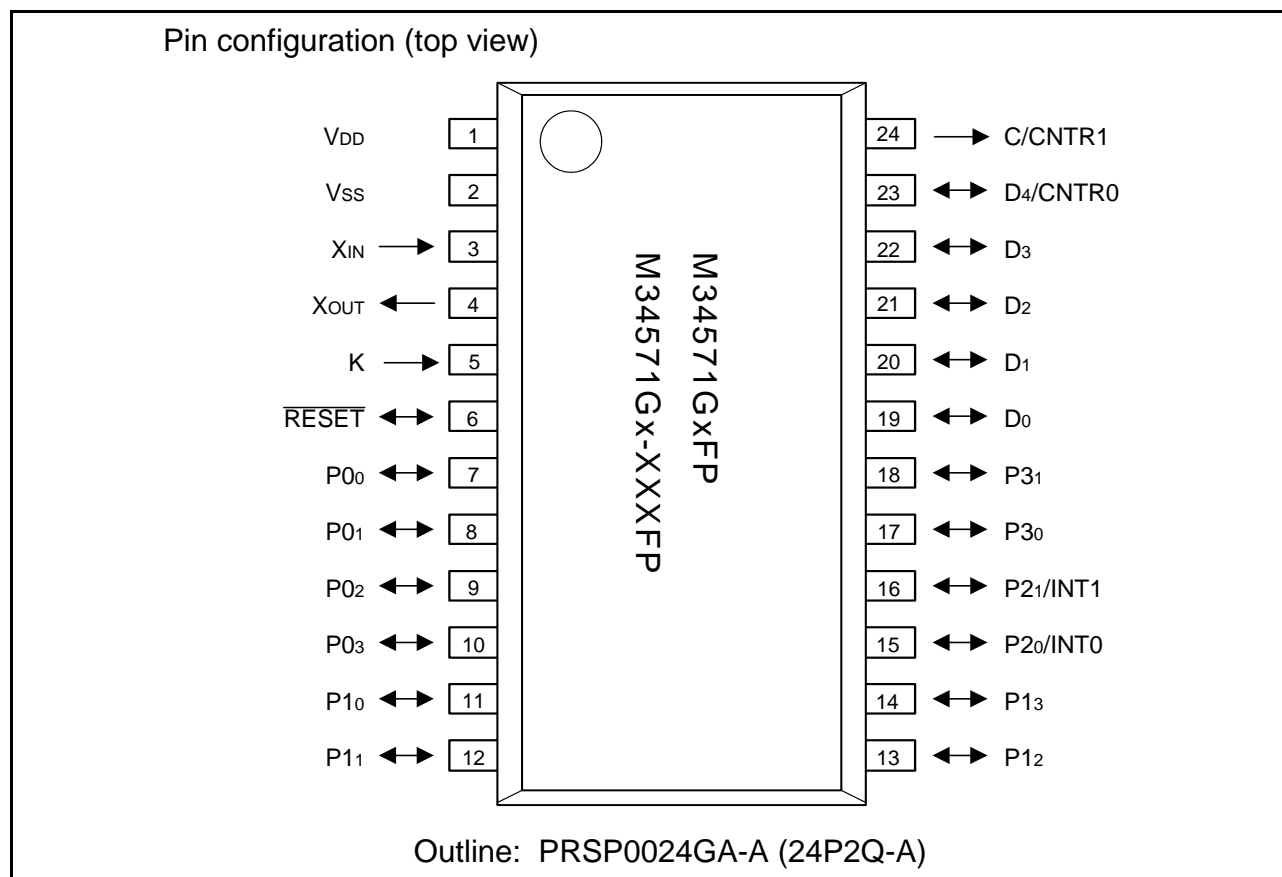 Pin configuration (top view)
VDD 1 24 C/CNTR1
VSS 2 23 D4/CNTR0
XIN 3 22 D3
XOUT 4 21 D2
K 5 20 D1
RESET 6 19 D0
P00 7 18 P31
P01 8 17 P30
P02 9 16 P21/INT1
P03 10 15 P20/INT0
P10 11 14 P13
P11 12 13 P12
M34571GxFP
M34571Gx-XXXFP
Outline: PRSP0024GA-A (24P2Q-A)